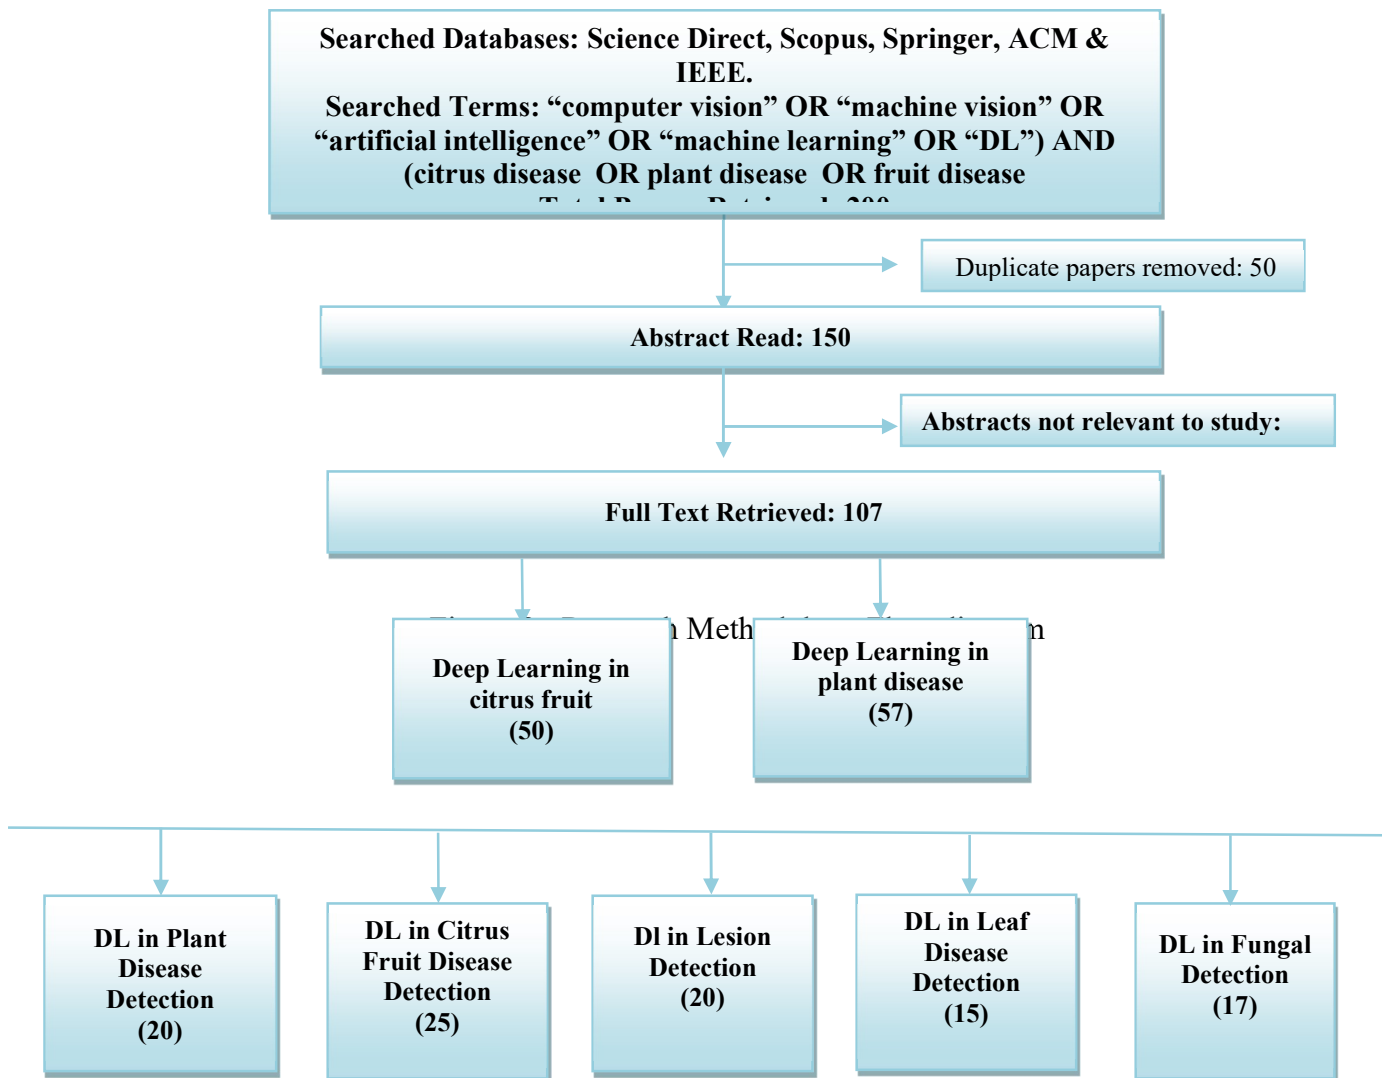 Searched Databases: Science Direct, Scopus, Springer, ACM &
IEEE.
Searched Terms: “computer vision” OR “machine vision” OR
“artificial intelligence” OR “machine learning” OR “DL”) AND
(citrus disease OR plant disease OR fruit disease
Duplicate papers removed: 50
Abstract Read: 150
Abstracts not relevant to study:
Full Text Retrieved: 107
Deep Learning in
citrus fruit
(50)
Deep Learning in
plant disease
(57)
DL in Plant
Disease
Detection
(20)
DL in Citrus
Fruit Disease
Detection
(25)
Dl in Lesion
Detection
(20)
DL in Leaf
Disease
Detection
(15)
DL in Fungal
Detection
(17)